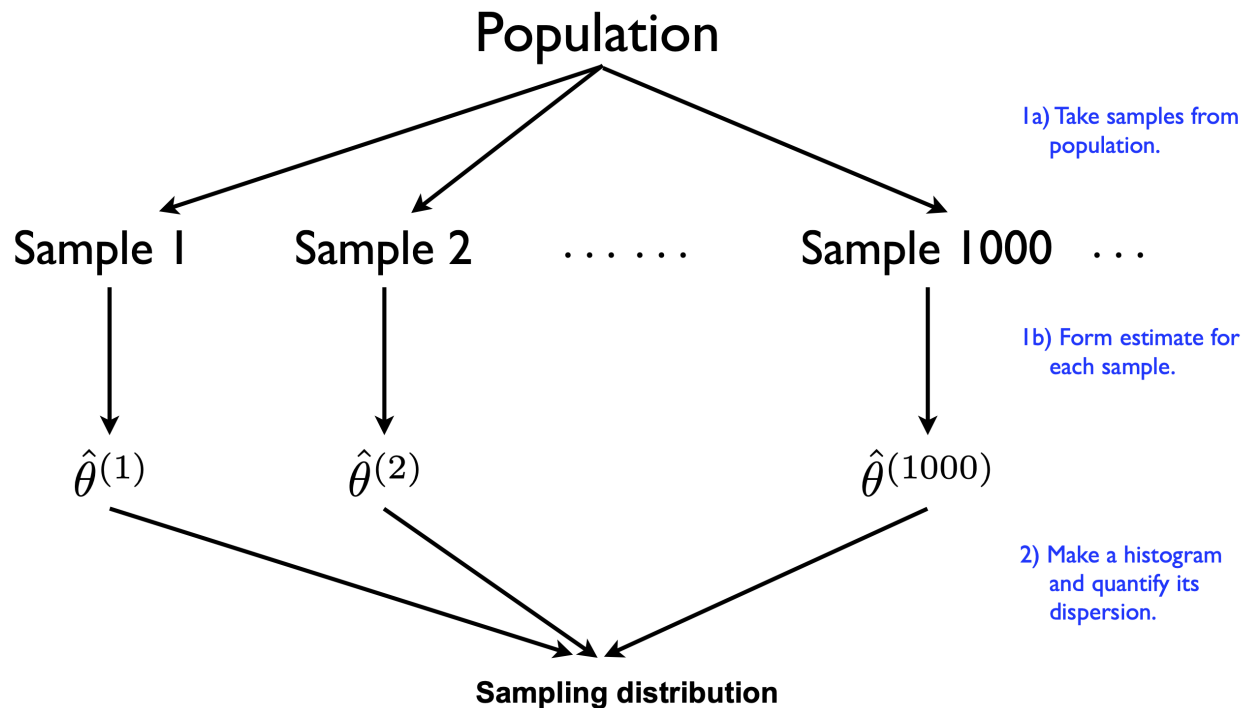 Population
1a) Take samples from
population.
Sample 1 Sample 2 ...... Sample 1000 ...
1b) Form estimate for
each sample.
θ̂(1) θ̂(2) θ̂(1000)
2) Make a histogram
and quantify its
dispersion.
Sampling distribution